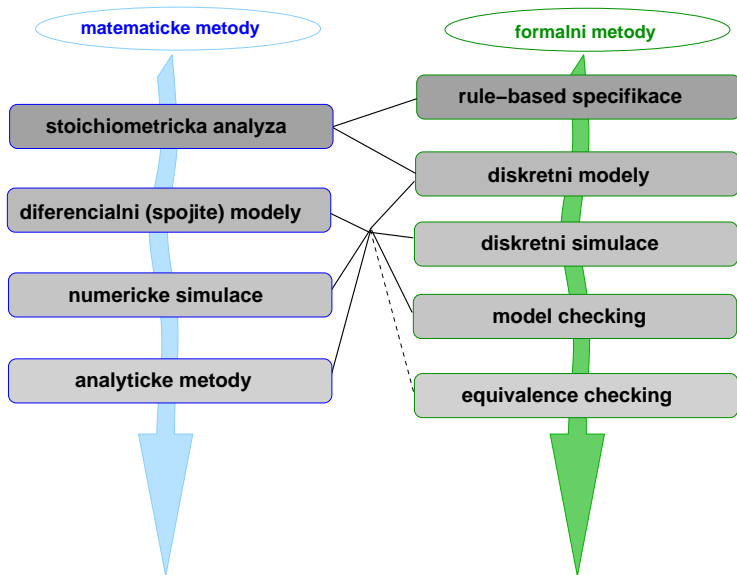 matematicke metody
formalni metody
stoichiometricka analyza
diferencialni (spojite) modely
numericke simulace
analyticke metody
rule−based specifikace
diskretni modely
diskretni simulace
model checking
equivalence checking